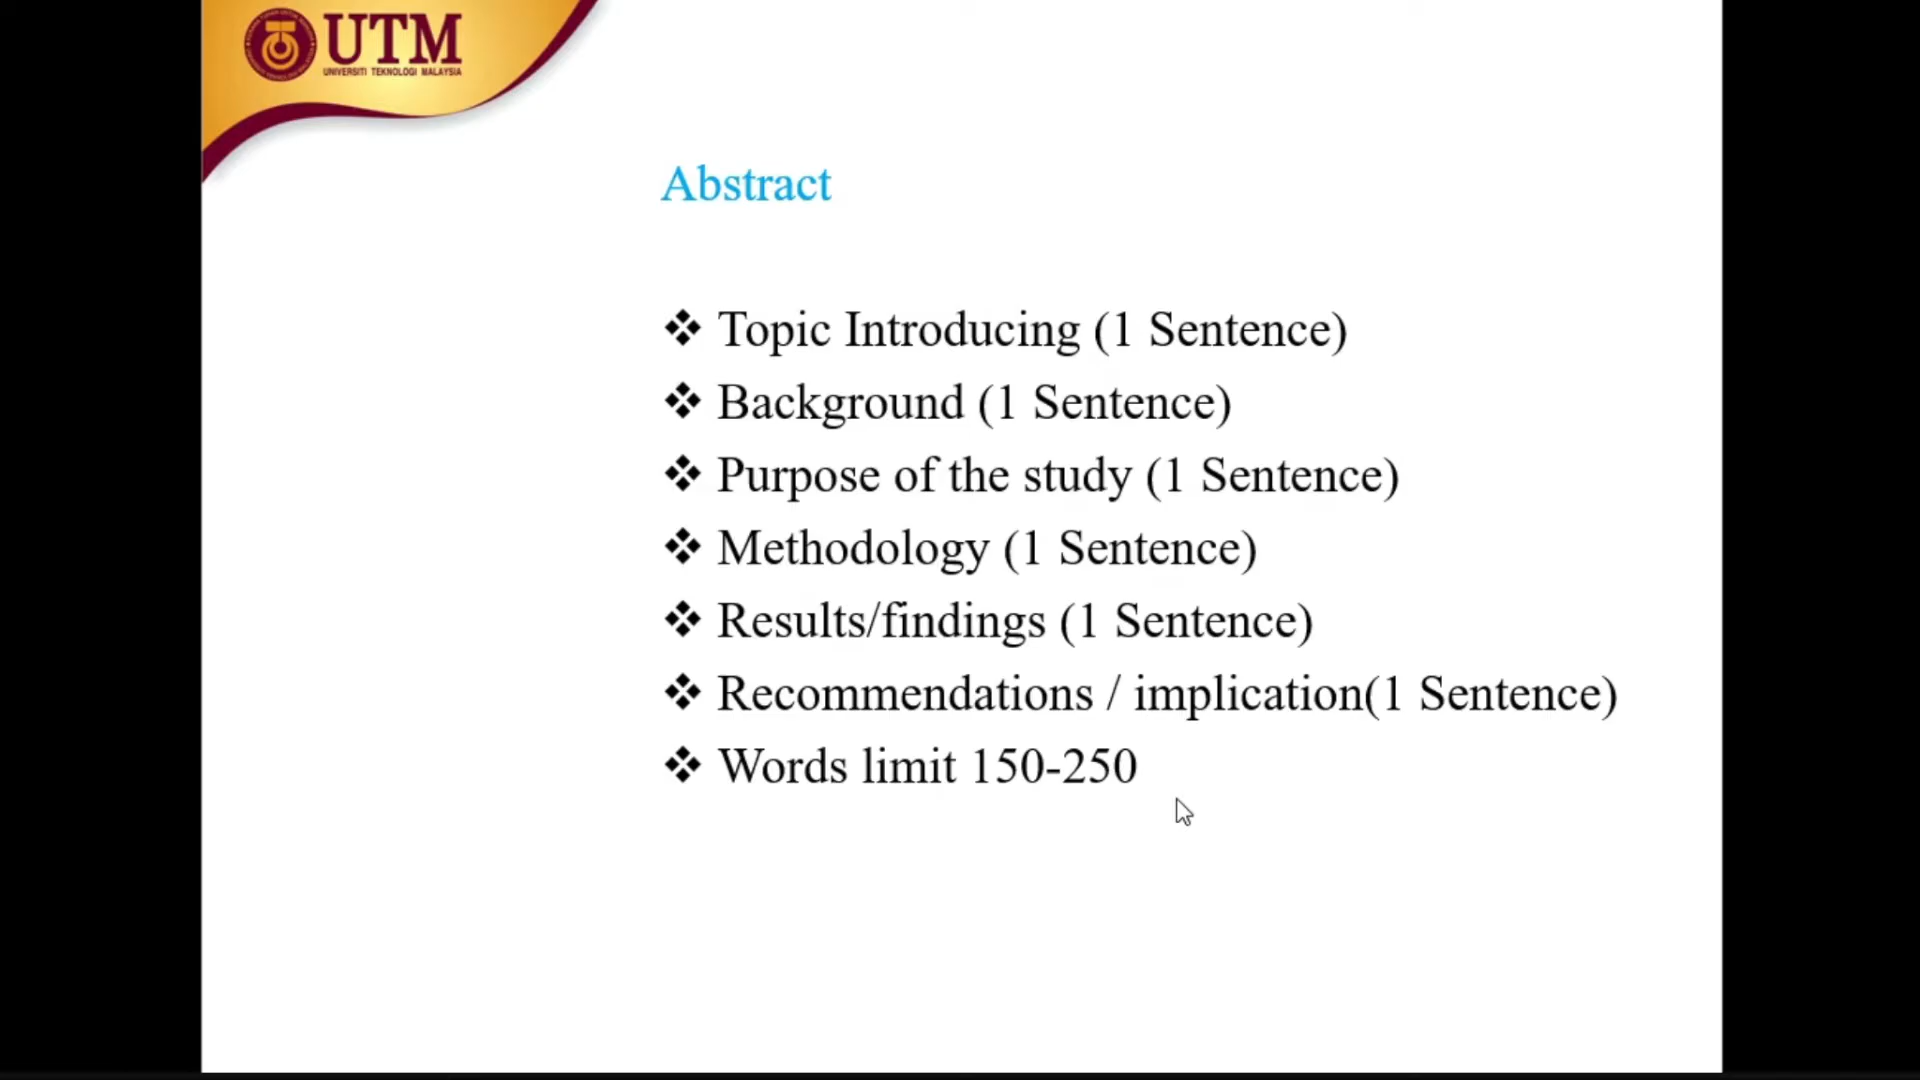 UTM
UNIVERSITI TEKNOLOGI MALAYSIA
Abstract
❖ Topic Introducing (1 Sentence)
❖ Background (1 Sentence)
❖ Purpose of the study (1 Sentence)
❖ Methodology (1 Sentence)
❖ Results/findings (1 Sentence)
❖ Recommendations / implication(1 Sentence)
❖ Words limit 150-250